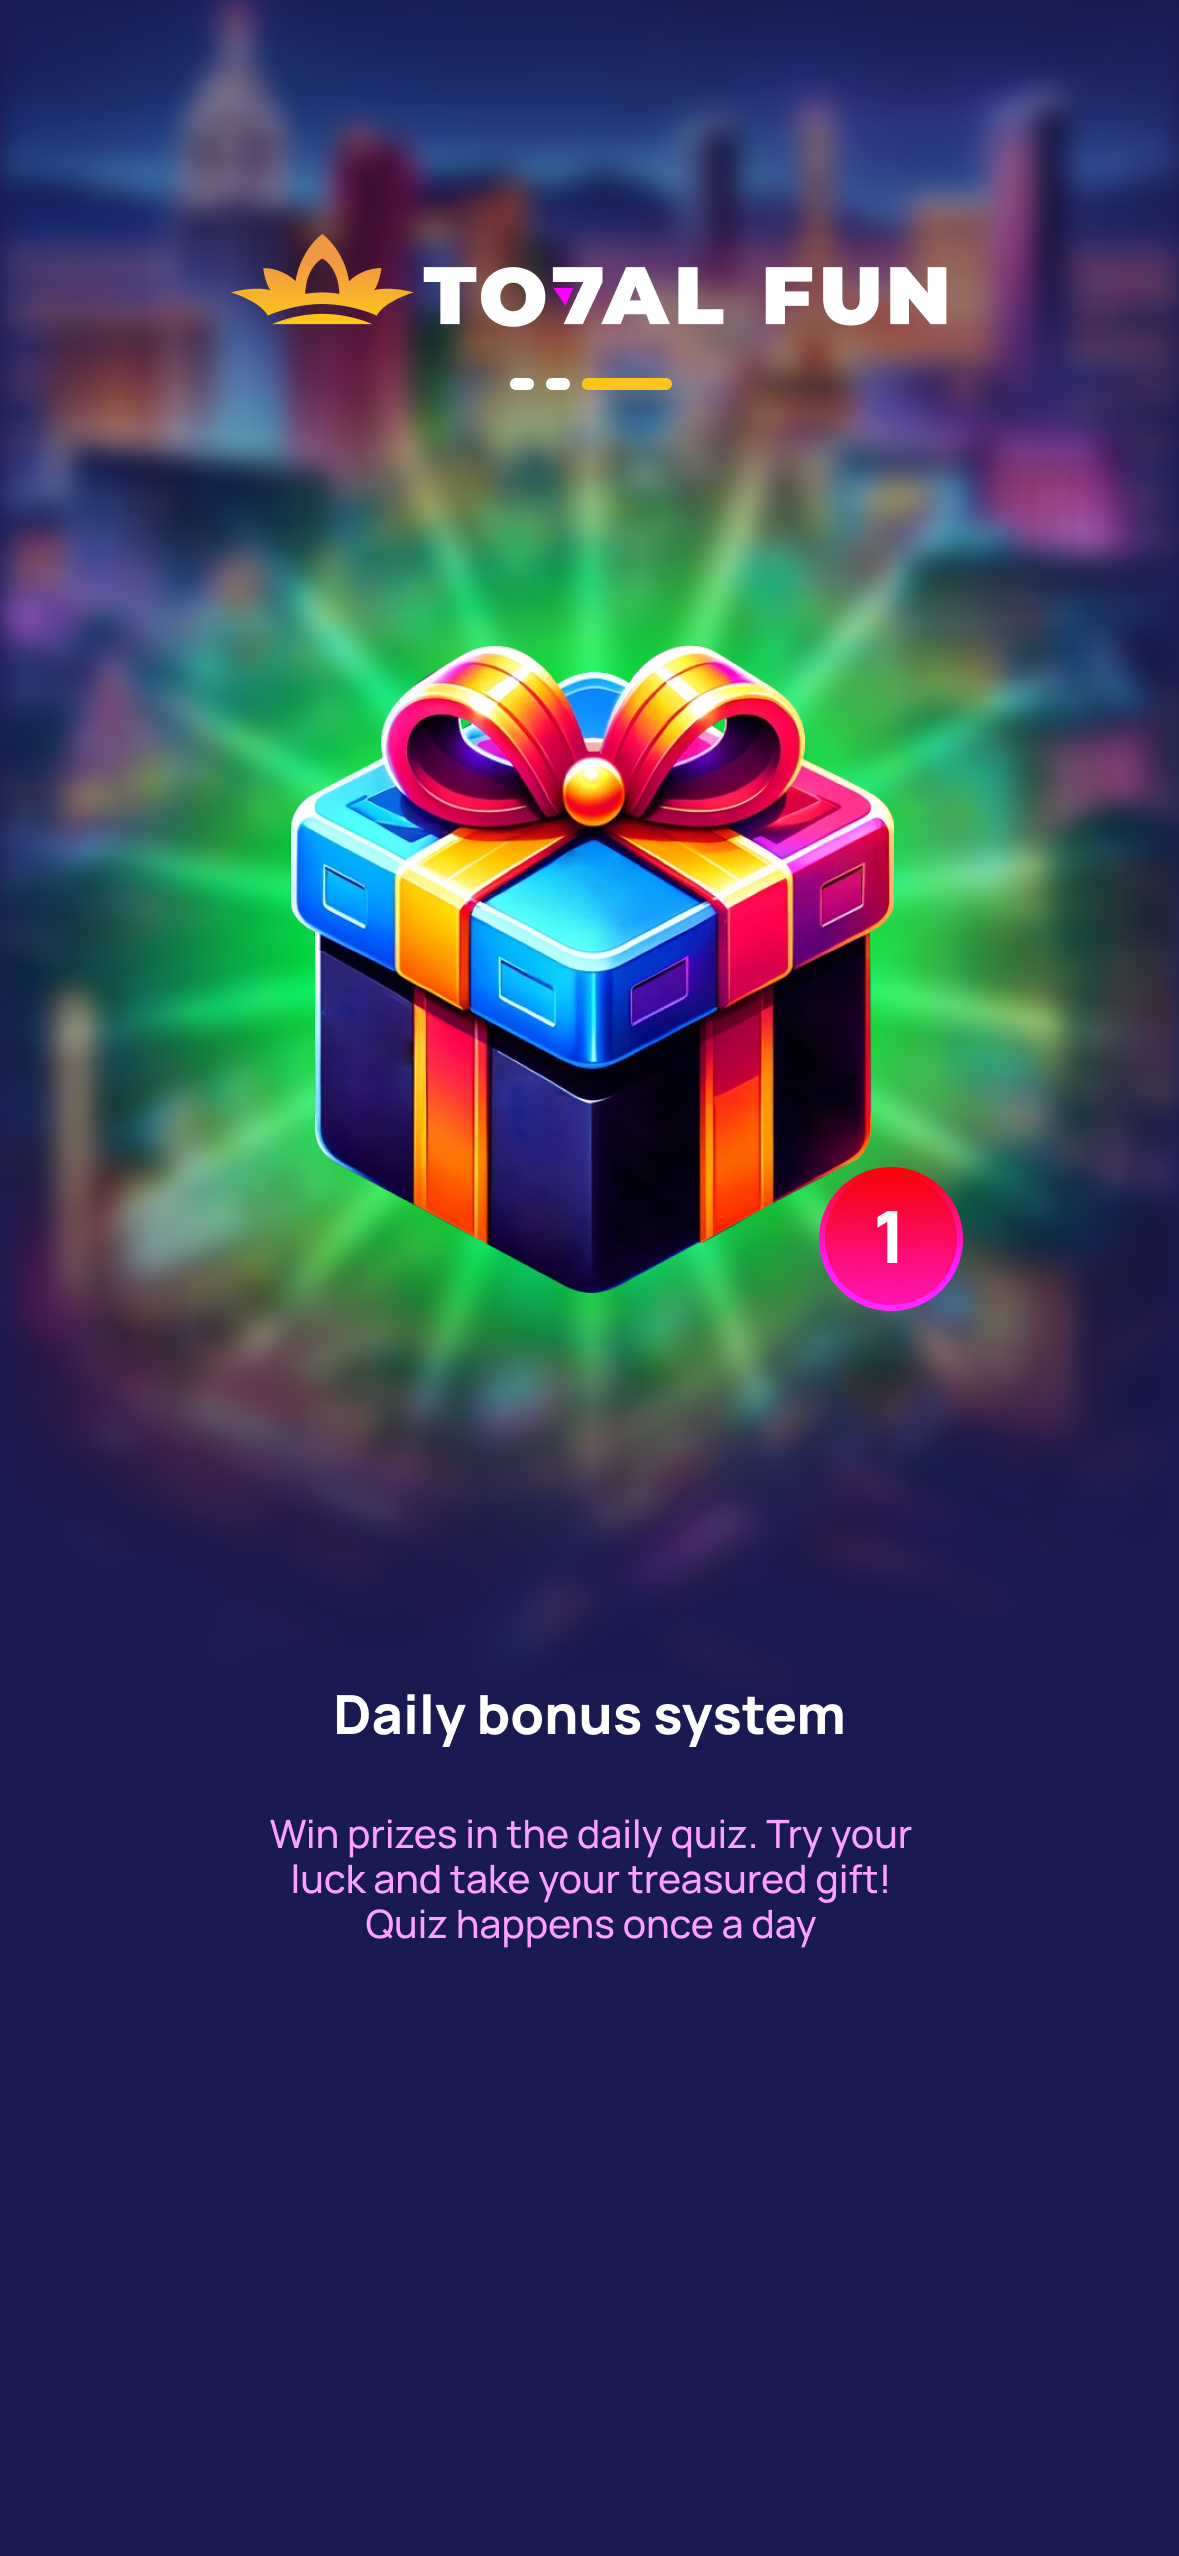 TO7AL FUN
1
Daily bonus system
Win prizes in the daily quiz. Try your
luck and take your treasured gift!
Quiz happens once a day